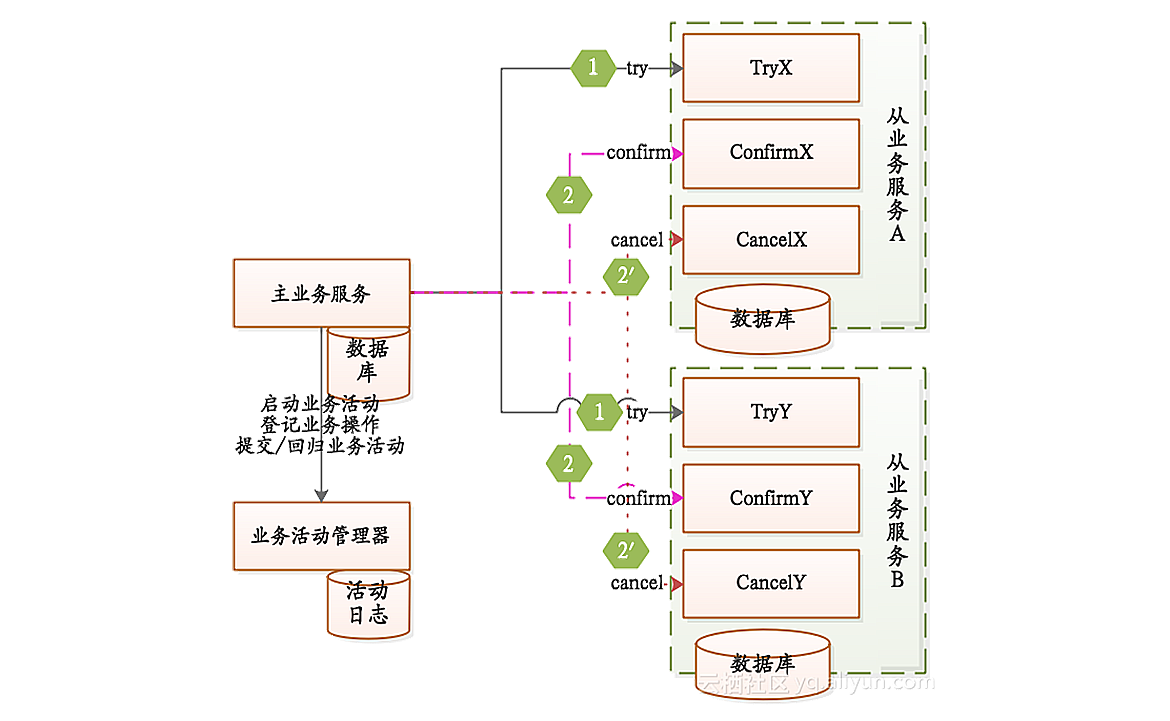 1
try
TryX
confirm
ConfirmX
2
cancel
CancelX
2′
从业务服务A
数据库
主业务服务
数据
库
启动业务活动
登记业务操作
提交/回归业务活动
业务活动管理器
活动
日志
1
try
TryY
2
confirm
ConfirmY
2′
cancel
CancelY
从业务服务B
数据库
云栖社区 yq.aliyun.com